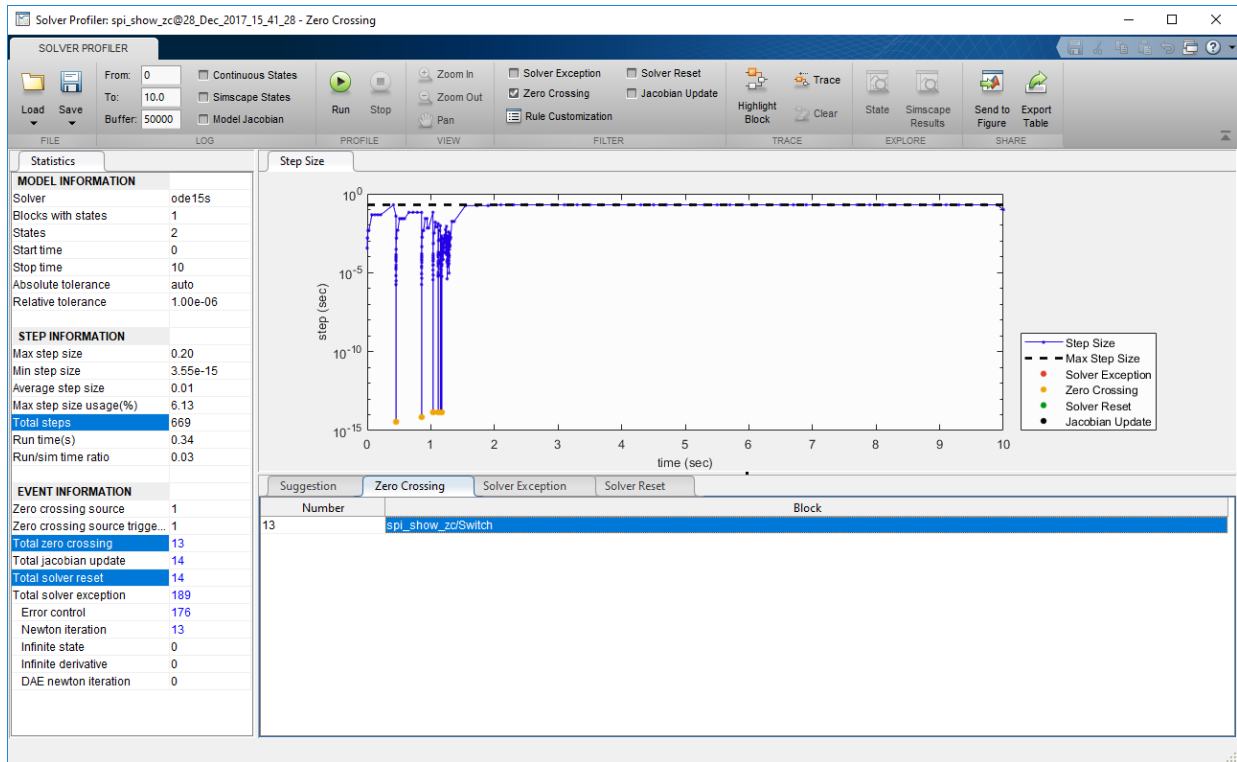 Solver Profiler: spi_show_zc@28_Dec_2017_15_41_28 - Zero Crossing
SOLVER PROFILER
Load
Save
From: 0
To: 10.0
Buffer: 50000
Continuous States
Simscape States
Model Jacobian
Run
Stop
Zoom In
Zoom Out
Pan
Solver Exception
Zero Crossing
Rule Customization
Solver Reset
Jacobian Update
Highlight
Block
Trace
Clear
State
Simscape
Results
Send to
Figure
Export
Table
FILE LOG PROFILE VIEW FILTER TRACE EXPLORE SHARE
Statistics
MODEL INFORMATION
Solver ode15s
Blocks with states 1
States 2
Start time 0
Stop time 10
Absolute tolerance auto
Relative tolerance 1.00e-06
STEP INFORMATION
Max step size 0.20
Min step size 3.55e-15
Average step size 0.01
Max step size usage(%) 6.13
Total steps 669
Run time(s) 0.34
Run/sim time ratio 0.03
EVENT INFORMATION
Zero crossing source 1
Zero crossing source trigge... 1
Total zero crossing 13
Total jacobian update 14
Total solver reset 14
Total solver exception 189
Error control 176
Newton iteration 13
Infinite state 0
Infinite derivative 0
DAE newton iteration 0
Step Size
10^0
10^-5
10^-10
10^-15
step (sec)
0 1 2 3 4 5 6 7 8 9 10
time (sec)
Step Size
Max Step Size
Solver Exception
Zero Crossing
Solver Reset
Jacobian Update
Suggestion Zero Crossing Solver Exception Solver Reset
Number Block
13 spi_show_zc/Switch